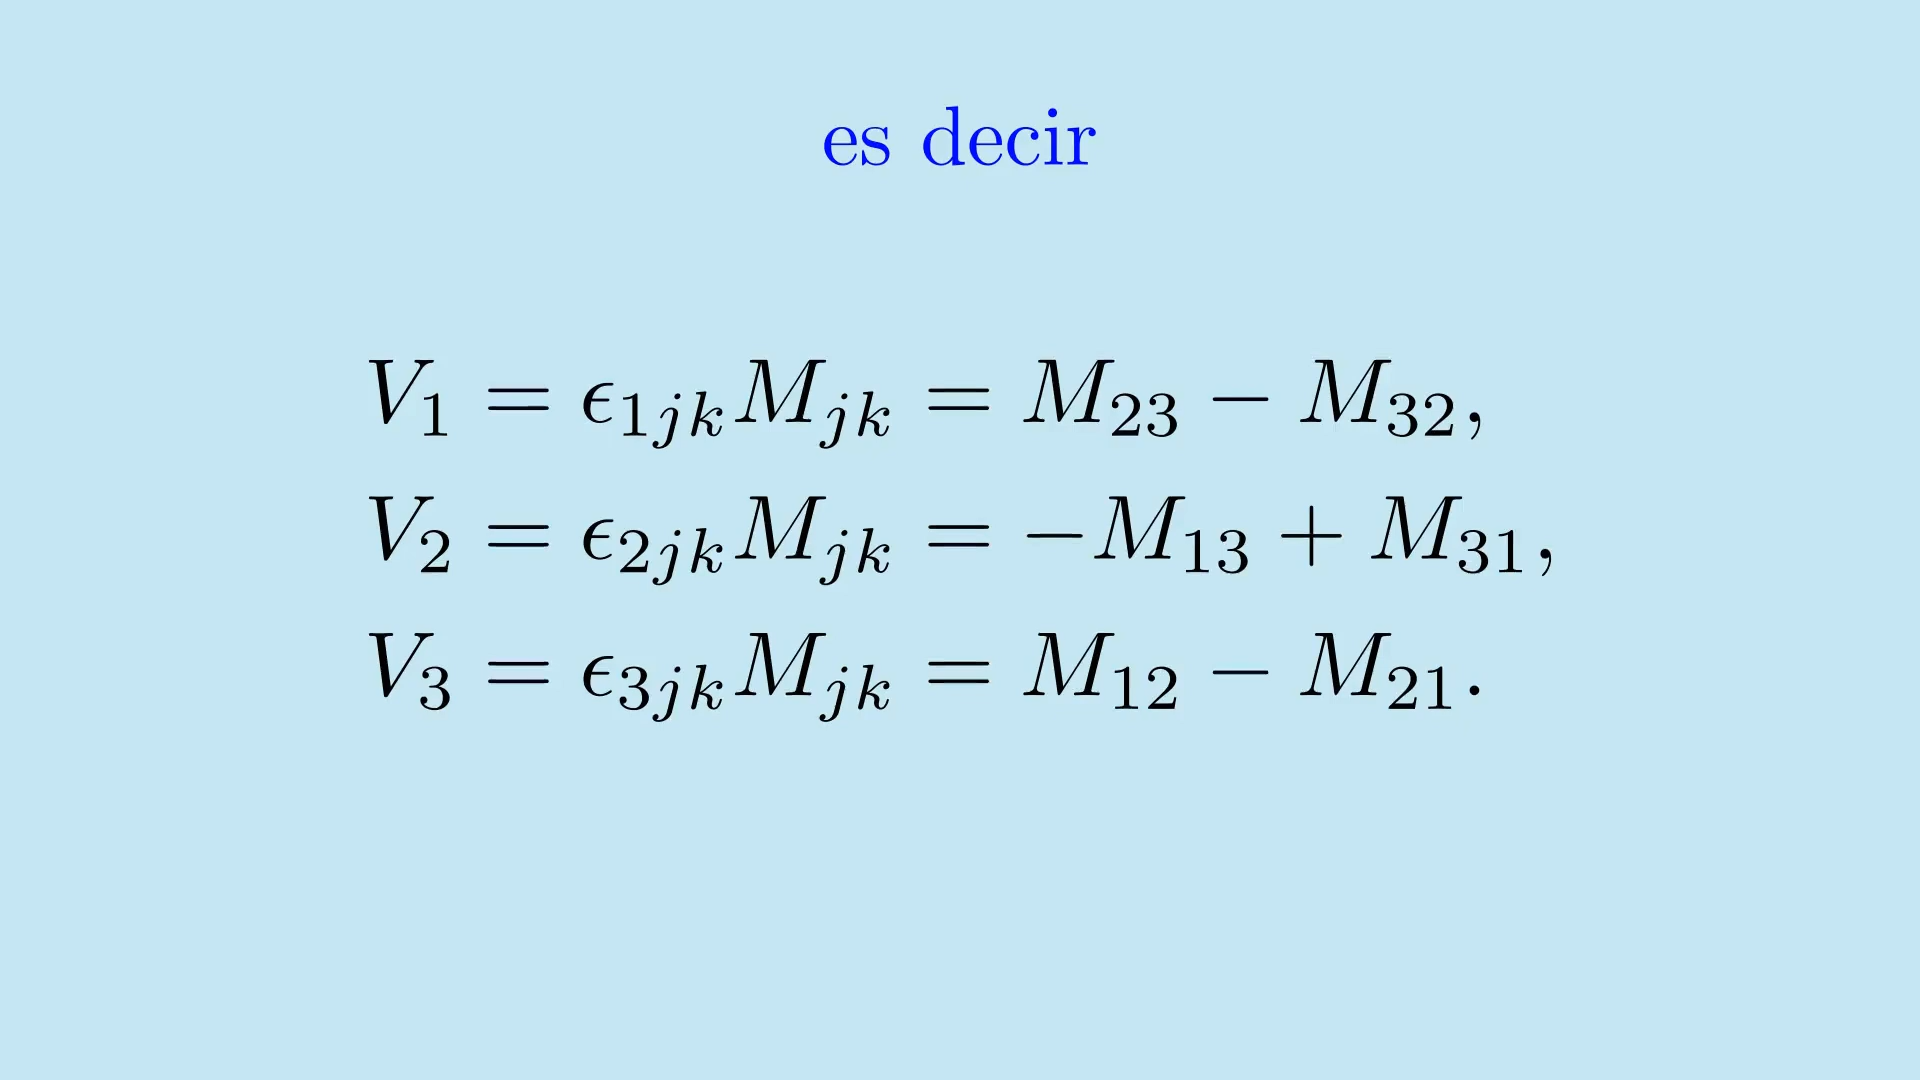 es decir
V₁ = ϵ₁ⱼₖMⱼₖ = M₂₃ − M₃₂,
V₂ = ϵ₂ⱼₖMⱼₖ = −M₁₃ + M₃₁,
V₃ = ϵ₃ⱼₖMⱼₖ = M₁₂ − M₂₁.